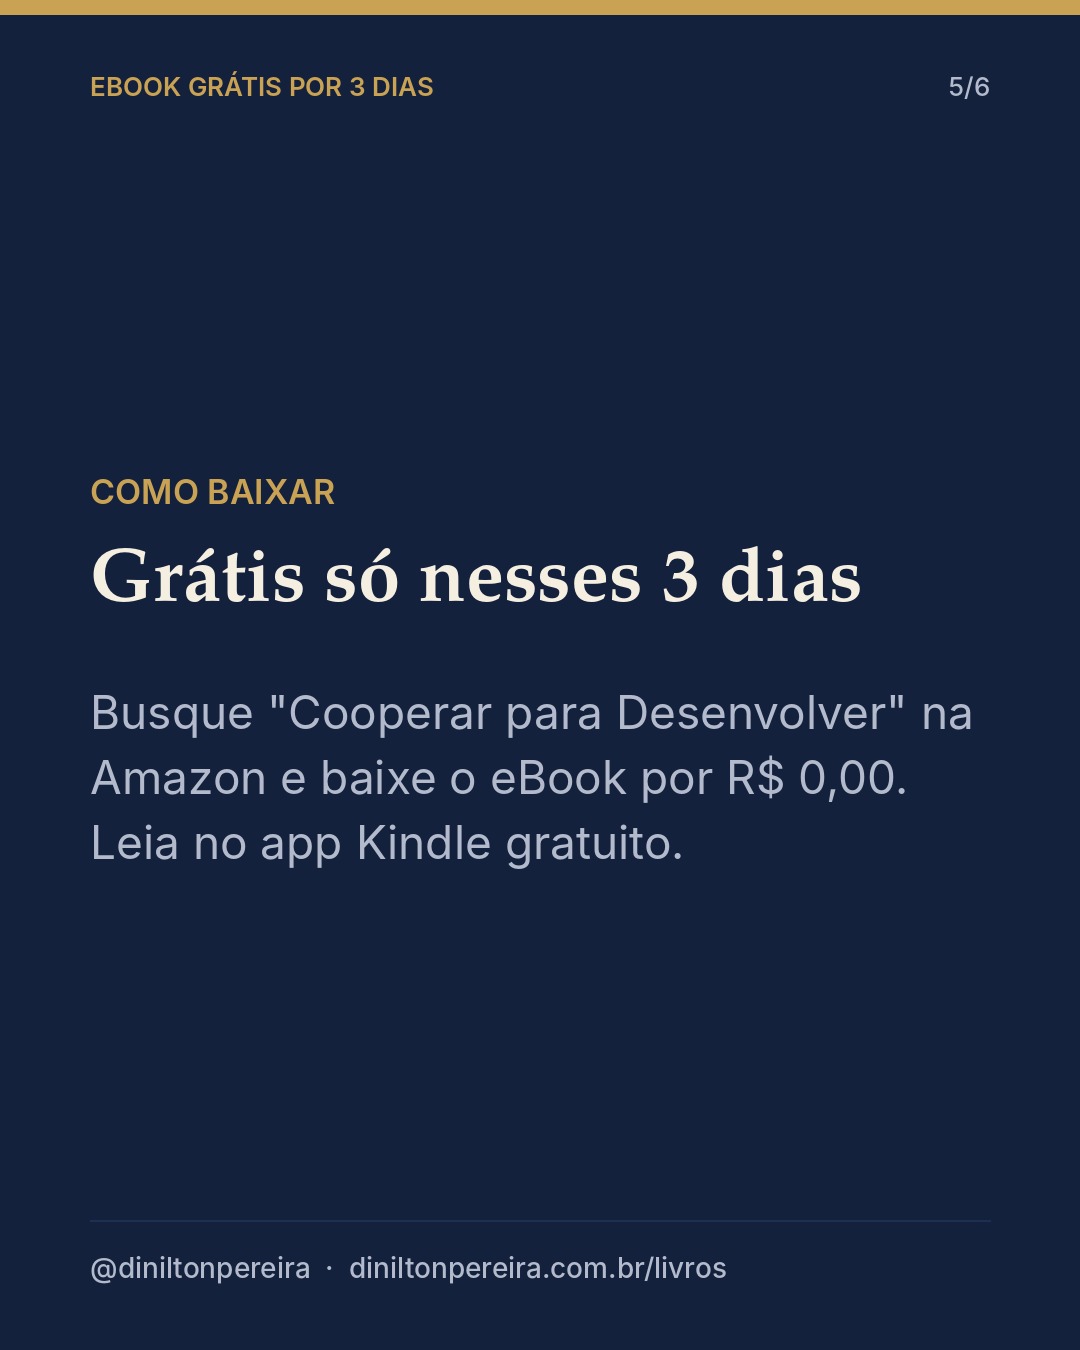 EBOOK GRÁTIS POR 3 DIAS
5/6
COMO BAIXAR
Grátis só nesses 3 dias
Busque "Cooperar para Desenvolver" na
Amazon e baixe o eBook por R$ 0,00.
Leia no app Kindle gratuito.
@diniltonpereira · diniltonpereira.com.br/livros